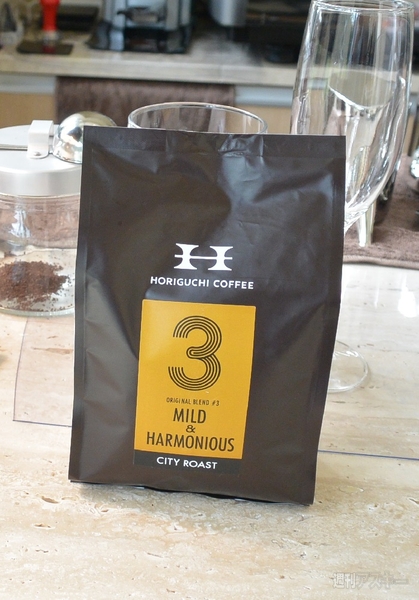 H
HORIGUCHI COFFEE
3
ORIGINAL BLEND #3
MILD
&
HARMONIOUS
CITY ROAST
週刊アスキー